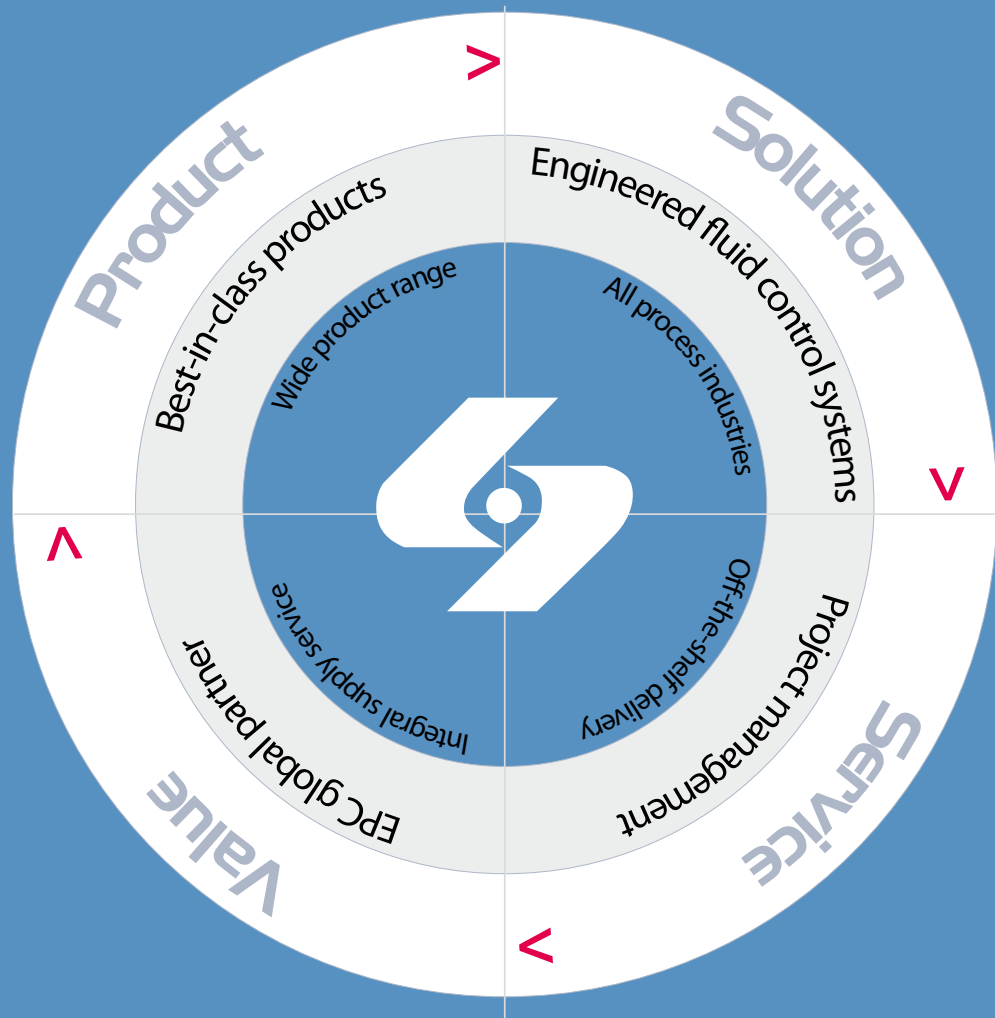 Product
Best-in-class products
Wide product range
Solution
Engineered fluid control systems
All process industries
Service
Project management
Off-the-shelf delivery
Value
EPC global partner
Integral supply service